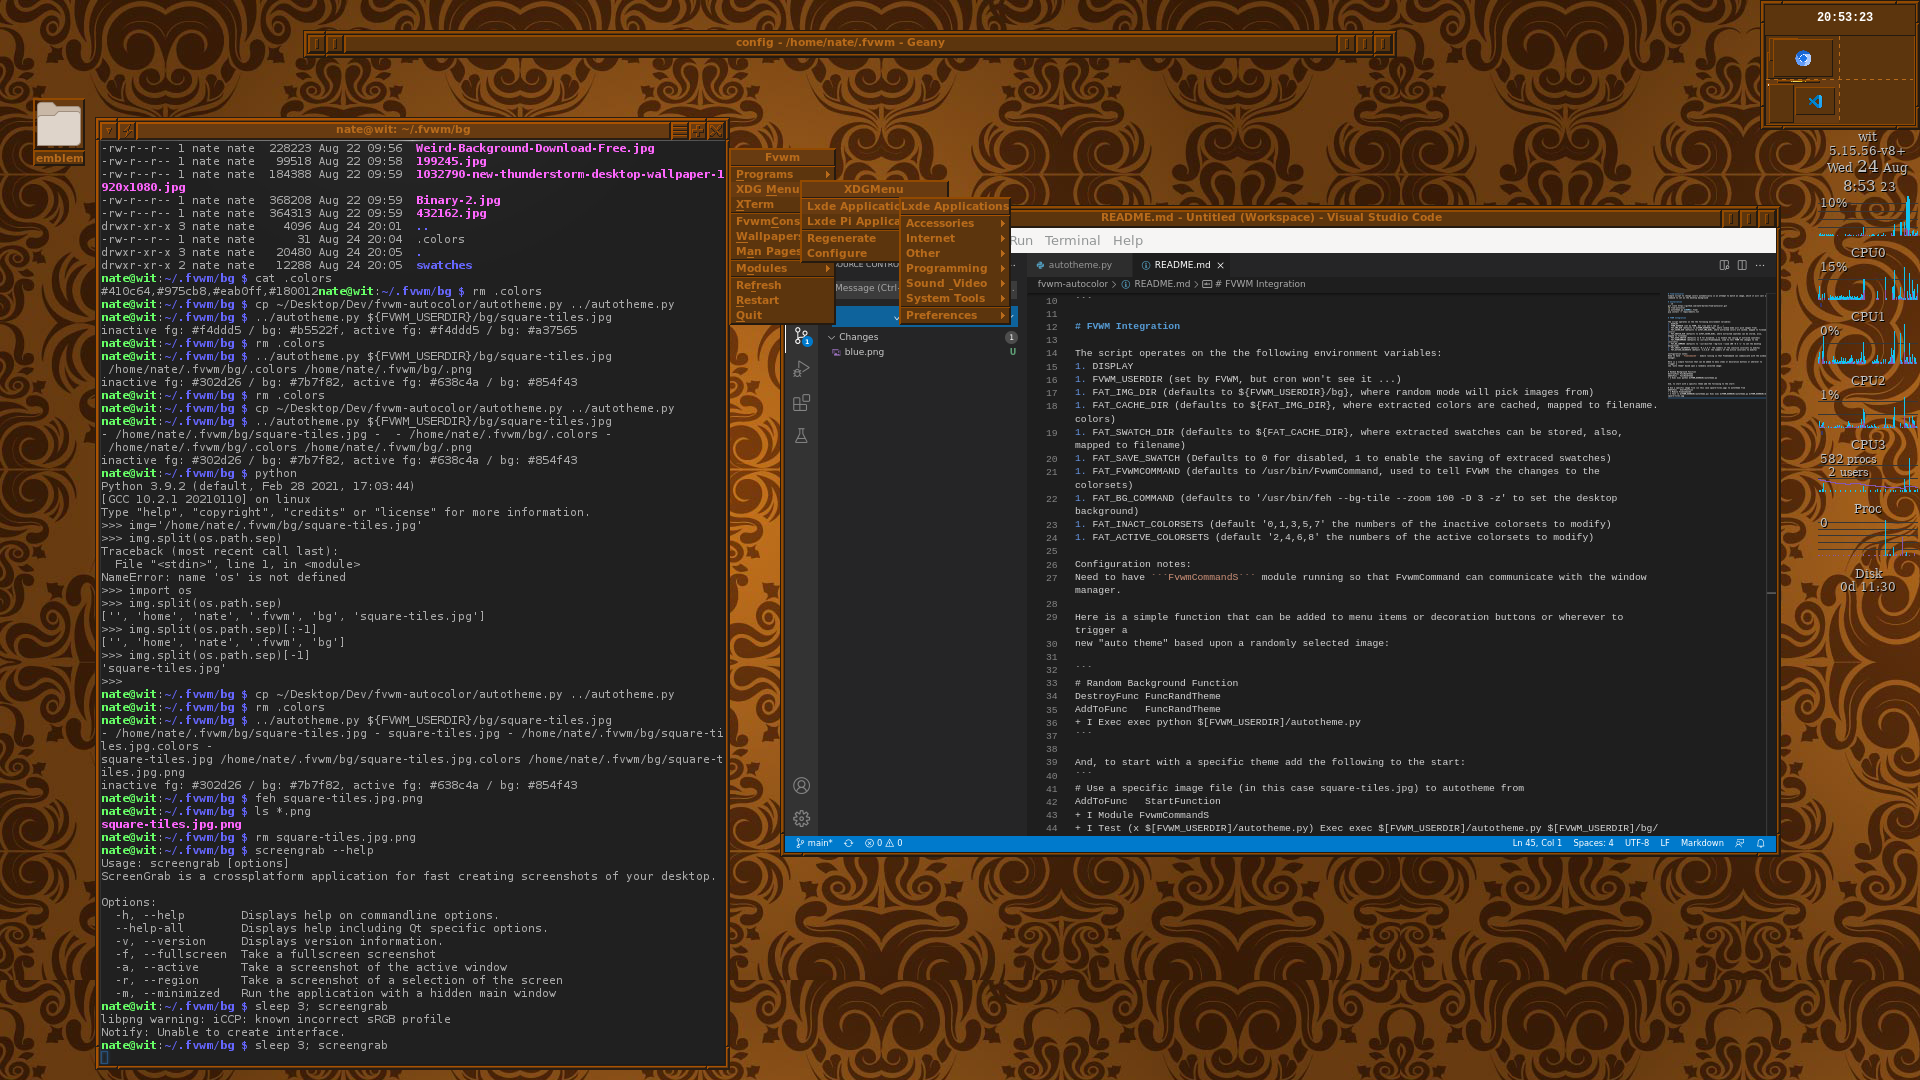 config - /home/nate/.fvwm - Geany
20:53:23
emblem
nate@wit: ~/.fvwm/bg
-rw-r--r-- 1 nate nate  228223 Aug 22 09:56  Weird-Background-Download-Free.jpg
-rw-r--r-- 1 nate nate   99518 Aug 22 09:58  199245.jpg
-rw-r--r-- 1 nate nate  184388 Aug 22 09:59  1032790-new-thunderstorm-desktop-wallpaper-1
920x1080.jpg
-rw-r--r-- 1 nate nate  368208 Aug 22 09:59  Binary-2.jpg
-rw-r--r-- 1 nate nate  364313 Aug 22 09:59  432162.jpg
drwxr-xr-x 3 nate nate    4096 Aug 24 20:01  ..
-rw-r--r-- 1 nate nate      31 Aug 24 20:04  .colors
drwxr-xr-x 3 nate nate   20480 Aug 24 20:05  .
drwxr-xr-x 2 nate nate   12288 Aug 24 20:05  swatches
nate@wit:~/.fvwm/bg $ cat .colors
#410c64,#975cb8,#eab0ff,#180012nate@wit:~/.fvwm/bg $ rm .colors
nate@wit:~/.fvwm/bg $ cp ~/Desktop/Dev/fvwm-autocolor/autotheme.py ../autotheme.py
nate@wit:~/.fvwm/bg $ ../autotheme.py ${FVWM_USERDIR}/bg/square-tiles.jpg
inactive fg: #f4ddd5 / bg: #b5522f, active fg: #f4ddd5 / bg: #a37565
nate@wit:~/.fvwm/bg $ rm .colors
nate@wit:~/.fvwm/bg $ ../autotheme.py ${FVWM_USERDIR}/bg/square-tiles.jpg
 /home/nate/.fvwm/bg/.colors /home/nate/.fvwm/bg/.png
inactive fg: #302d26 / bg: #7b7f82, active fg: #638c4a / bg: #854f43
nate@wit:~/.fvwm/bg $ rm .colors
nate@wit:~/.fvwm/bg $ cp ~/Desktop/Dev/fvwm-autocolor/autotheme.py ../autotheme.py
nate@wit:~/.fvwm/bg $ ../autotheme.py ${FVWM_USERDIR}/bg/square-tiles.jpg
- /home/nate/.fvwm/bg/square-tiles.jpg -  - /home/nate/.fvwm/bg/.colors -
 /home/nate/.fvwm/bg/.colors /home/nate/.fvwm/bg/.png
inactive fg: #302d26 / bg: #7b7f82, active fg: #638c4a / bg: #854f43
nate@wit:~/.fvwm/bg $ python
Python 3.9.2 (default, Feb 28 2021, 17:03:44)
[GCC 10.2.1 20210110] on linux
Type "help", "copyright", "credits" or "license" for more information.
>>> img='/home/nate/.fvwm/bg/square-tiles.jpg'
>>> img.split(os.path.sep)
Traceback (most recent call last):
  File "<stdin>", line 1, in <module>
NameError: name 'os' is not defined
>>> import os
>>> img.split(os.path.sep)
['', 'home', 'nate', '.fvwm', 'bg', 'square-tiles.jpg']
>>> img.split(os.path.sep)[:-1]
['', 'home', 'nate', '.fvwm', 'bg']
>>> img.split(os.path.sep)[-1]
'square-tiles.jpg'
>>>
nate@wit:~/.fvwm/bg $ cp ~/Desktop/Dev/fvwm-autocolor/autotheme.py ../autotheme.py
nate@wit:~/.fvwm/bg $ rm .colors
nate@wit:~/.fvwm/bg $ ../autotheme.py ${FVWM_USERDIR}/bg/square-tiles.jpg
- /home/nate/.fvwm/bg/square-tiles.jpg - square-tiles.jpg - /home/nate/.fvwm/bg/square-ti
les.jpg.colors -
square-tiles.jpg /home/nate/.fvwm/bg/square-tiles.jpg.colors /home/nate/.fvwm/bg/square-t
iles.jpg.png
inactive fg: #302d26 / bg: #7b7f82, active fg: #638c4a / bg: #854f43
nate@wit:~/.fvwm/bg $ feh square-tiles.jpg.png
nate@wit:~/.fvwm/bg $ ls *.png
square-tiles.jpg.png
nate@wit:~/.fvwm/bg $ rm square-tiles.jpg.png
nate@wit:~/.fvwm/bg $ screengrab --help
Usage: screengrab [options]
ScreenGrab is a crossplatform application for fast creating screenshots of your desktop.
Options:
  -h, --help        Displays help on commandline options.
  --help-all        Displays help including Qt specific options.
  -v, --version     Displays version information.
  -f, --fullscreen  Take a fullscreen screenshot
  -a, --active      Take a screenshot of the active window
  -r, --region      Take a screenshot of a selection of the screen
  -m, --minimized   Run the application with a hidden main window
nate@wit:~/.fvwm/bg $ sleep 3; screengrab
libpng warning: iCCP: known incorrect sRGB profile
Notify: Unable to create interface.
nate@wit:~/.fvwm/bg $ sleep 3; screengrab
Fvwm
Programs
XDG Menu
XTerm
FvwmCons
Wallpapers
Man Pages
Modules
Refresh
Restart
Quit
XDGMenu
Lxde Applicatio
Lxde Pi Applica
Regenerate
Configure
Lxde Applications
Accessories
Internet
Other
Programming
Sound _Video
System Tools
Preferences
README.md - Untitled (Workspace) - Visual Studio Code
Run Terminal Help
OURCE CONTRO
Message (Ctrl-
Changes 1
blue.png U
1
autotheme.py
README.md
fvwm-autocolor > README.md > # FVWM Integration
10 ```
11
12 # FVWM Integration
13
14 The script operates on the the following environment variables:
15 1. DISPLAY
16 1. FVWM_USERDIR (set by FVWM, but cron won't see it ...)
17 1. FAT_IMG_DIR (defaults to ${FVWM_USERDIR}/bg}, where random mode will pick images from)
18 1. FAT_CACHE_DIR (defaults to ${FAT_IMG_DIR}, where extracted colors are cached, mapped to filename.
colors)
19 1. FAT_SWATCH_DIR (defaults to ${FAT_CACHE_DIR}, where extracted swatches can be stored, also,
mapped to filename)
20 1. FAT_SAVE_SWATCH (Defaults to 0 for disabled, 1 to enable the saving of extraced swatches)
21 1. FAT_FVWMCOMMAND (defaults to /usr/bin/FvwmCommand, used to tell FVWM the changes to the
colorsets)
22 1. FAT_BG_COMMAND (defaults to '/usr/bin/feh --bg-tile --zoom 100 -D 3 -z' to set the desktop
background)
23 1. FAT_INACT_COLORSETS (default '0,1,3,5,7' the numbers of the inactive colorsets to modify)
24 1. FAT_ACTIVE_COLORSETS (default '2,4,6,8' the numbers of the active colorsets to modify)
25
26 Configuration notes:
27 Need to have ```FvwmCommandS``` module running so that FvwmCommand can communicate with the window
manager.
28
29 Here is a simple function that can be added to menu items or decoration buttons or wherever to
trigger a
30 new "auto theme" based upon a randomly selected image:
31
32 ```
33 # Random Background Function
34 DestroyFunc FuncRandTheme
35 AddToFunc   FuncRandTheme
36 + I Exec exec python $[FVWM_USERDIR]/autotheme.py
37 ```
38
39 And, to start with a specific theme add the following to the start:
40 ```
41 # Use a specific image file (in this case square-tiles.jpg) to autotheme from
42 AddToFunc   StartFunction
43 + I Module FvwmCommandS
44 + I Test (x $[FVWM_USERDIR]/autotheme.py) Exec exec $[FVWM_USERDIR]/autotheme.py $[FVWM_USERDIR]/bg/
main* 0 0
Ln 45, Col 1 Spaces: 4 UTF-8 LF Markdown
wit
5.15.56-v8+
Wed 24 Aug
8:53 23
10%
CPU0
15%
CPU1
0%
CPU2
1%
CPU3
582 procs
2 users
Proc
0
Disk
0d 11:30